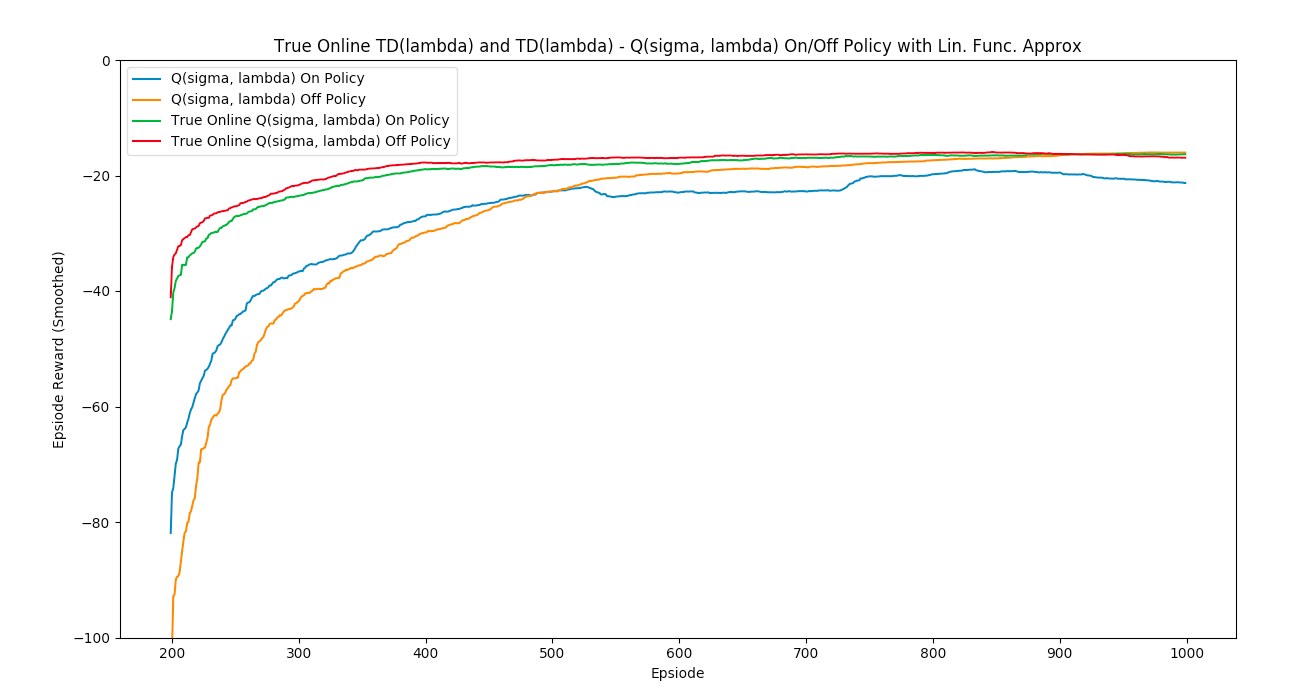 True Online TD(lambda) and TD(lambda) - Q(sigma, lambda) On/Off Policy with Lin. Func. Approx
Q(sigma, lambda) On Policy
Q(sigma, lambda) Off Policy
True Online Q(sigma, lambda) On Policy
True Online Q(sigma, lambda) Off Policy
Epsiode Reward (Smoothed)
0
−20
−40
−60
−80
−100
200 300 400 500 600 700 800 900 1000
Epsiode